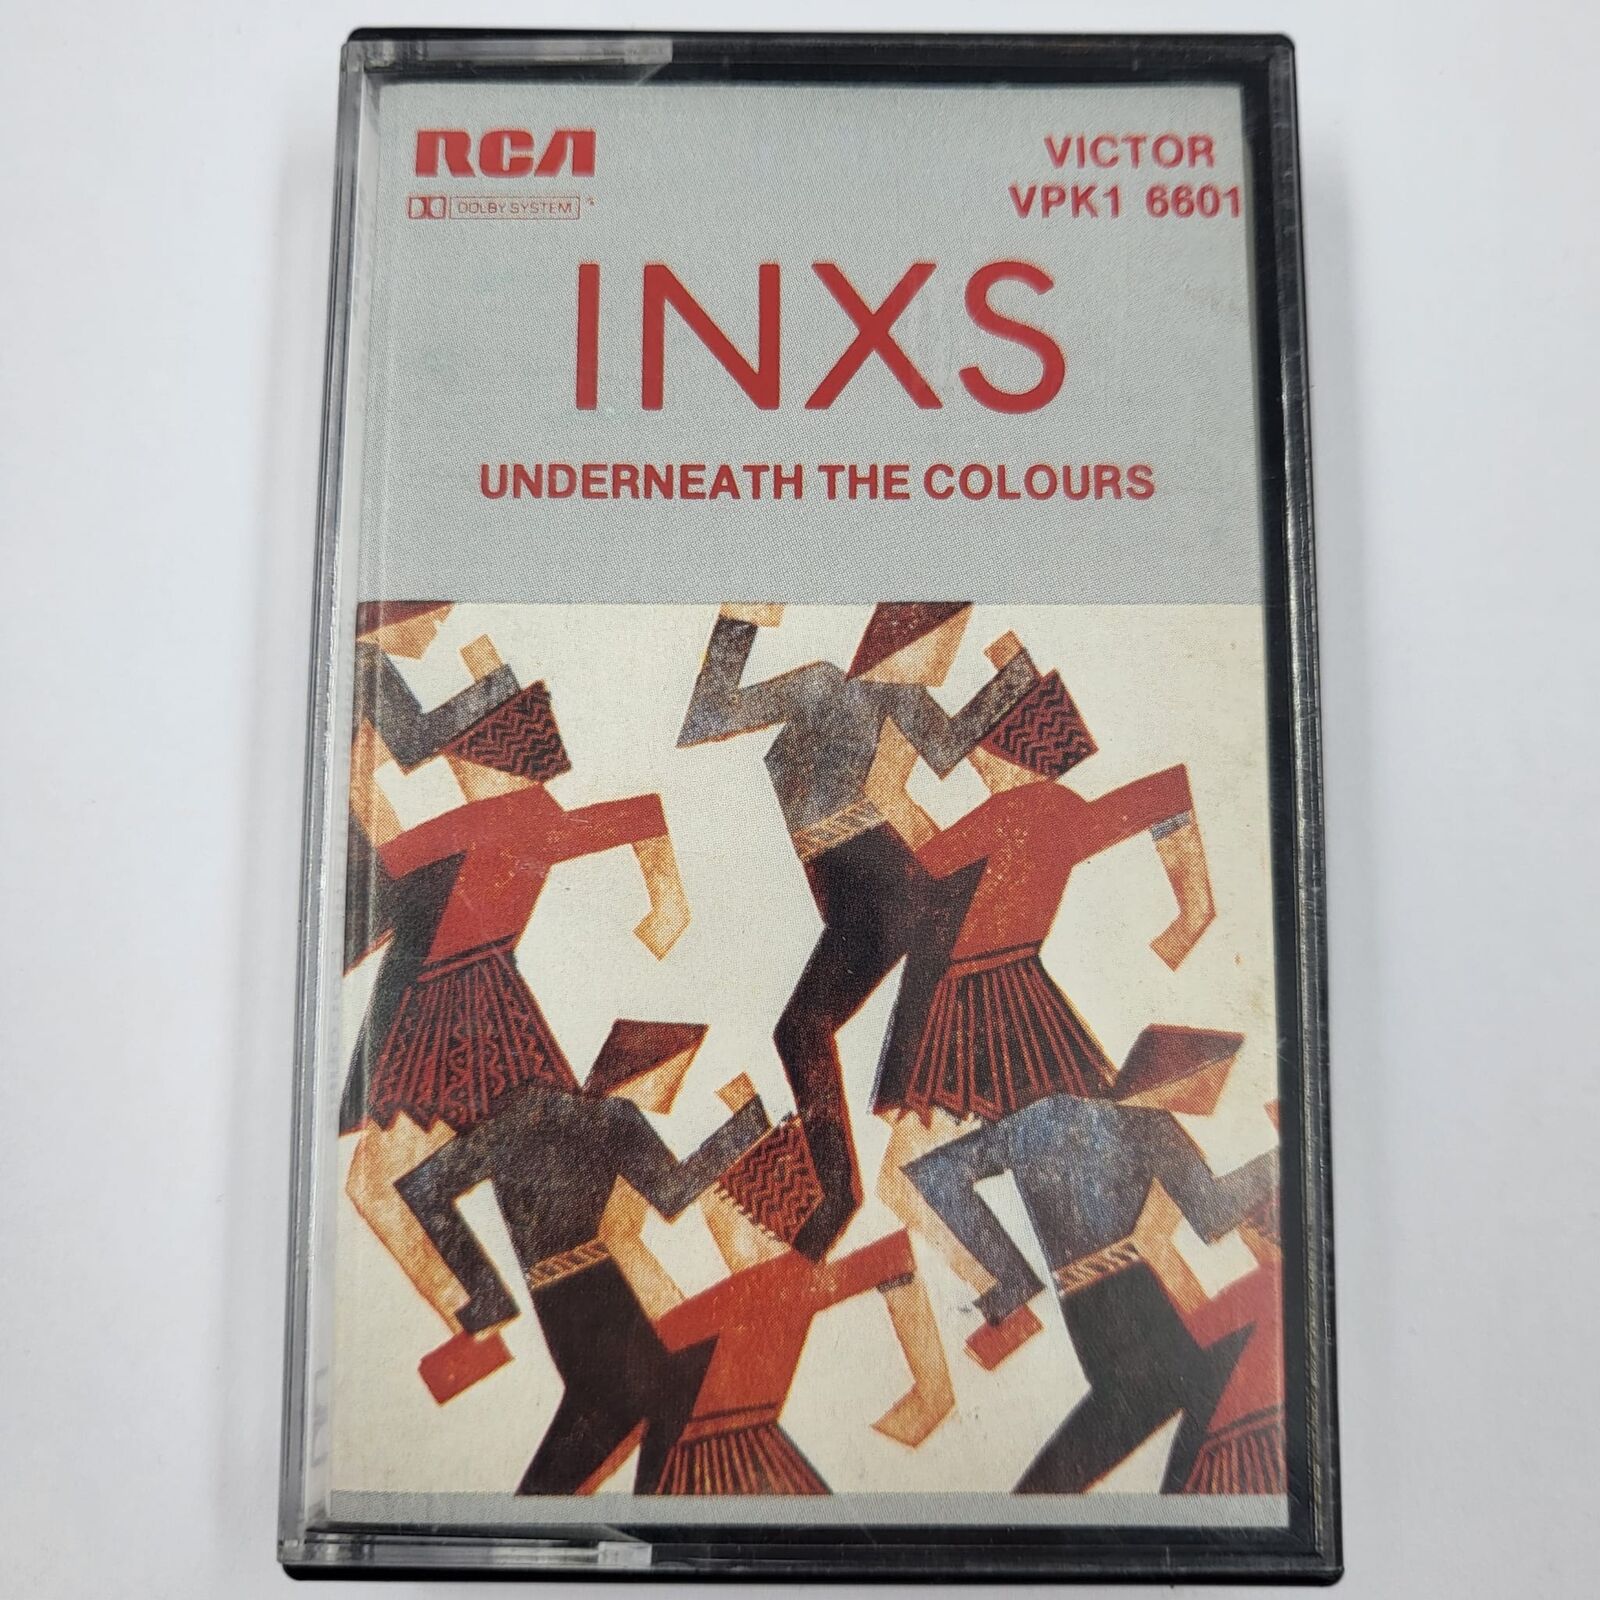 RCA
VICTOR
DOLBY SYSTEM
VPK1 6601
INXS
UNDERNEATH THE COLOURS